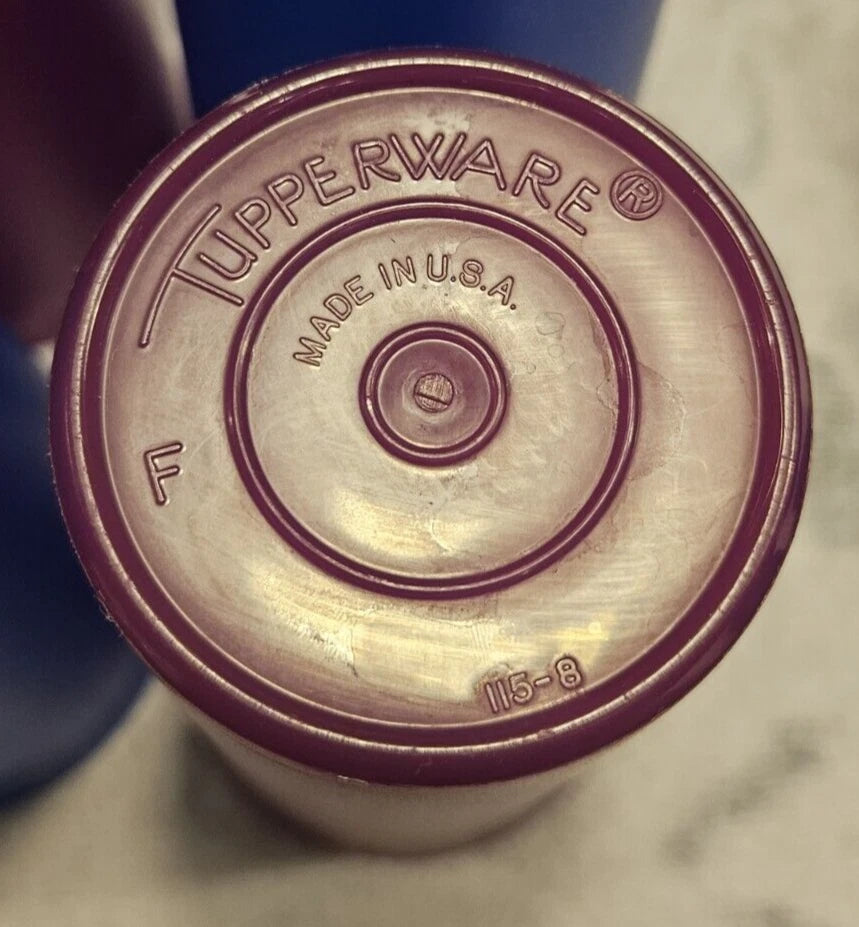 TUPPERWARE®
MADE IN U.S.A.
F
115-8